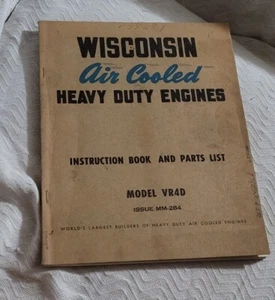 WISCONSIN
Air Cooled
HEAVY DUTY ENGINES
INSTRUCTION BOOK AND PARTS LIST
MODEL VR4D
ISSUE MM-284
WORLD'S LARGEST BUILDERS OF HEAVY DUTY AIR COOLED ENGINES